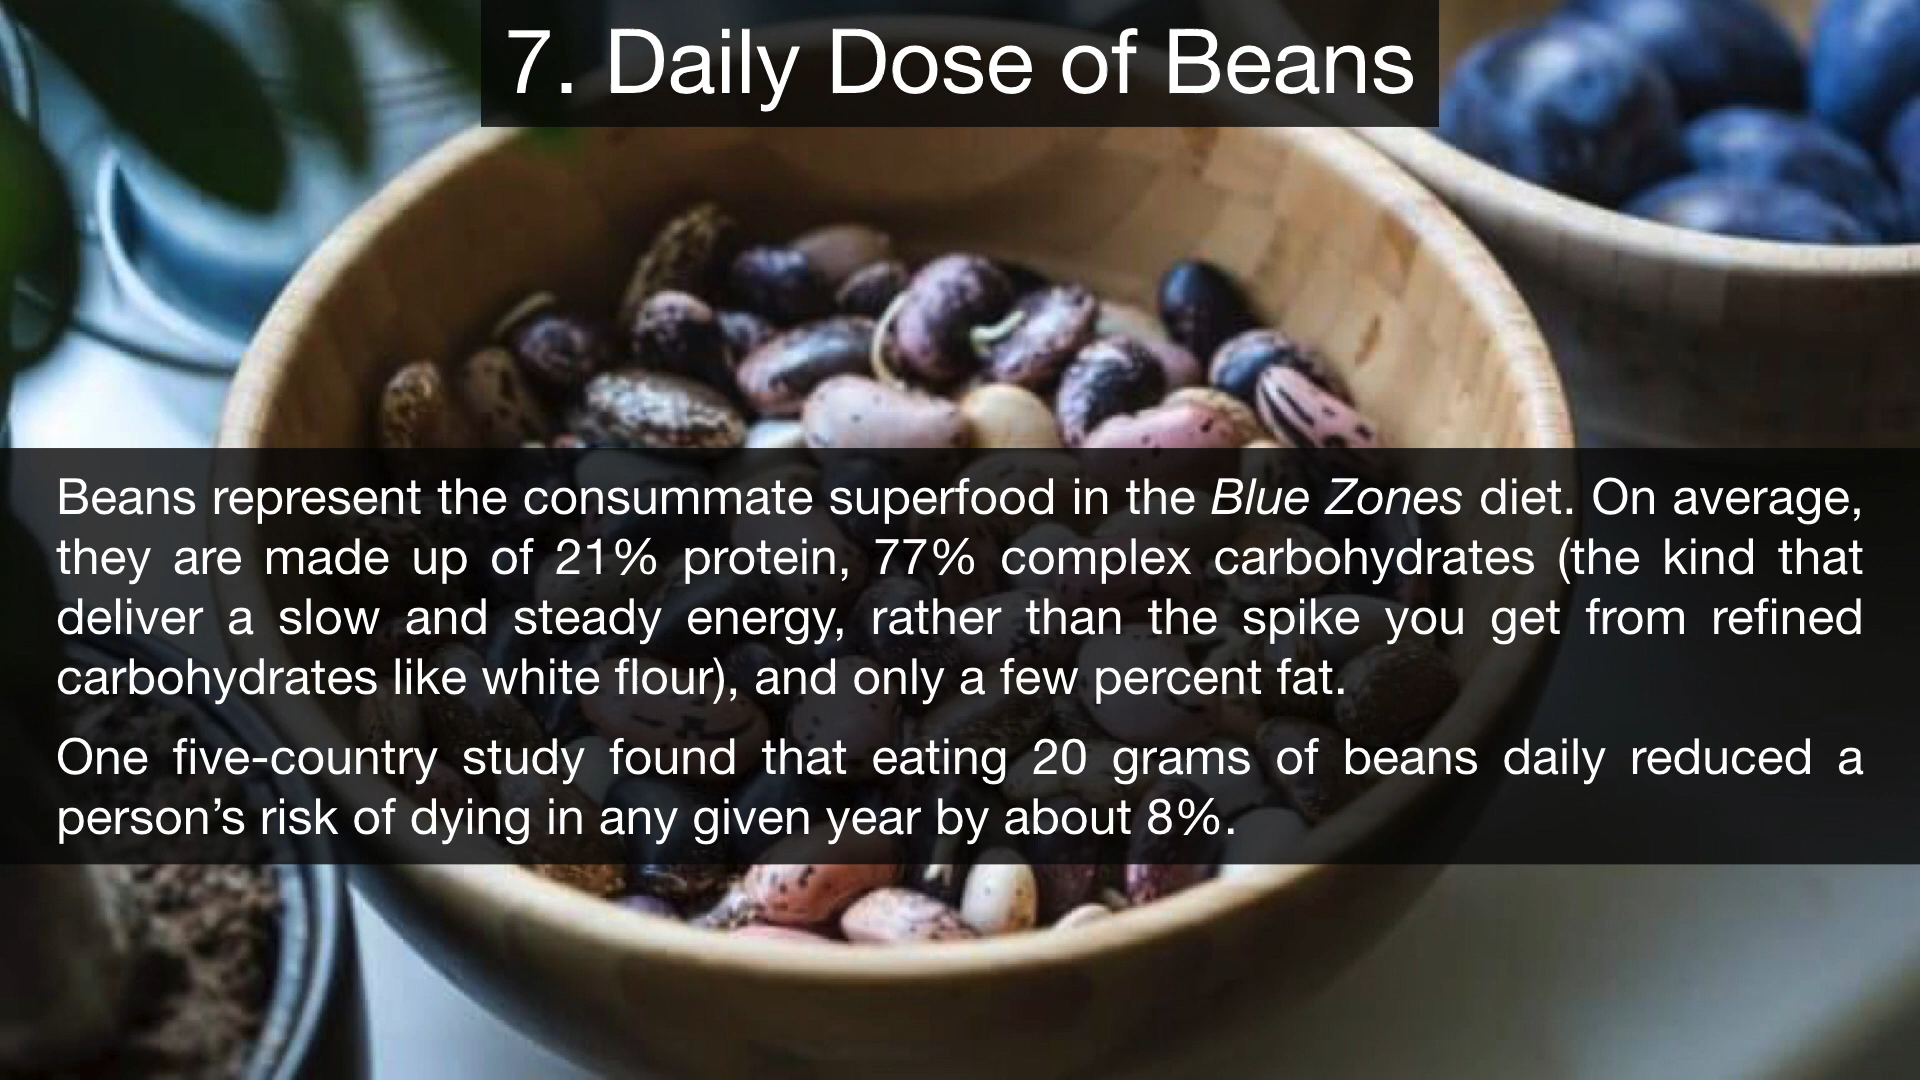 7. Daily Dose of Beans
Beans represent the consummate superfood in the Blue Zones diet. On average,
they are made up of 21% protein, 77% complex carbohydrates (the kind that
deliver a slow and steady energy, rather than the spike you get from refined
carbohydrates like white flour), and only a few percent fat.
One five-country study found that eating 20 grams of beans daily reduced a
person’s risk of dying in any given year by about 8%.